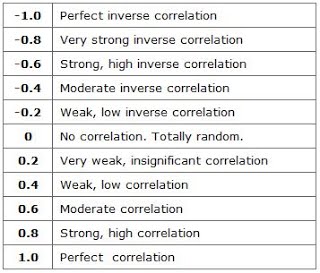 -1.0 Perfect inverse correlation
-0.8 Very strong inverse correlation
-0.6 Strong, high inverse correlation
-0.4 Moderate inverse correlation
-0.2 Weak, low inverse correlation
0 No correlation. Totally random.
0.2 Very weak, insignificant correlation
0.4 Weak, low correlation
0.6 Moderate correlation
0.8 Strong, high correlation
1.0 Perfect correlation